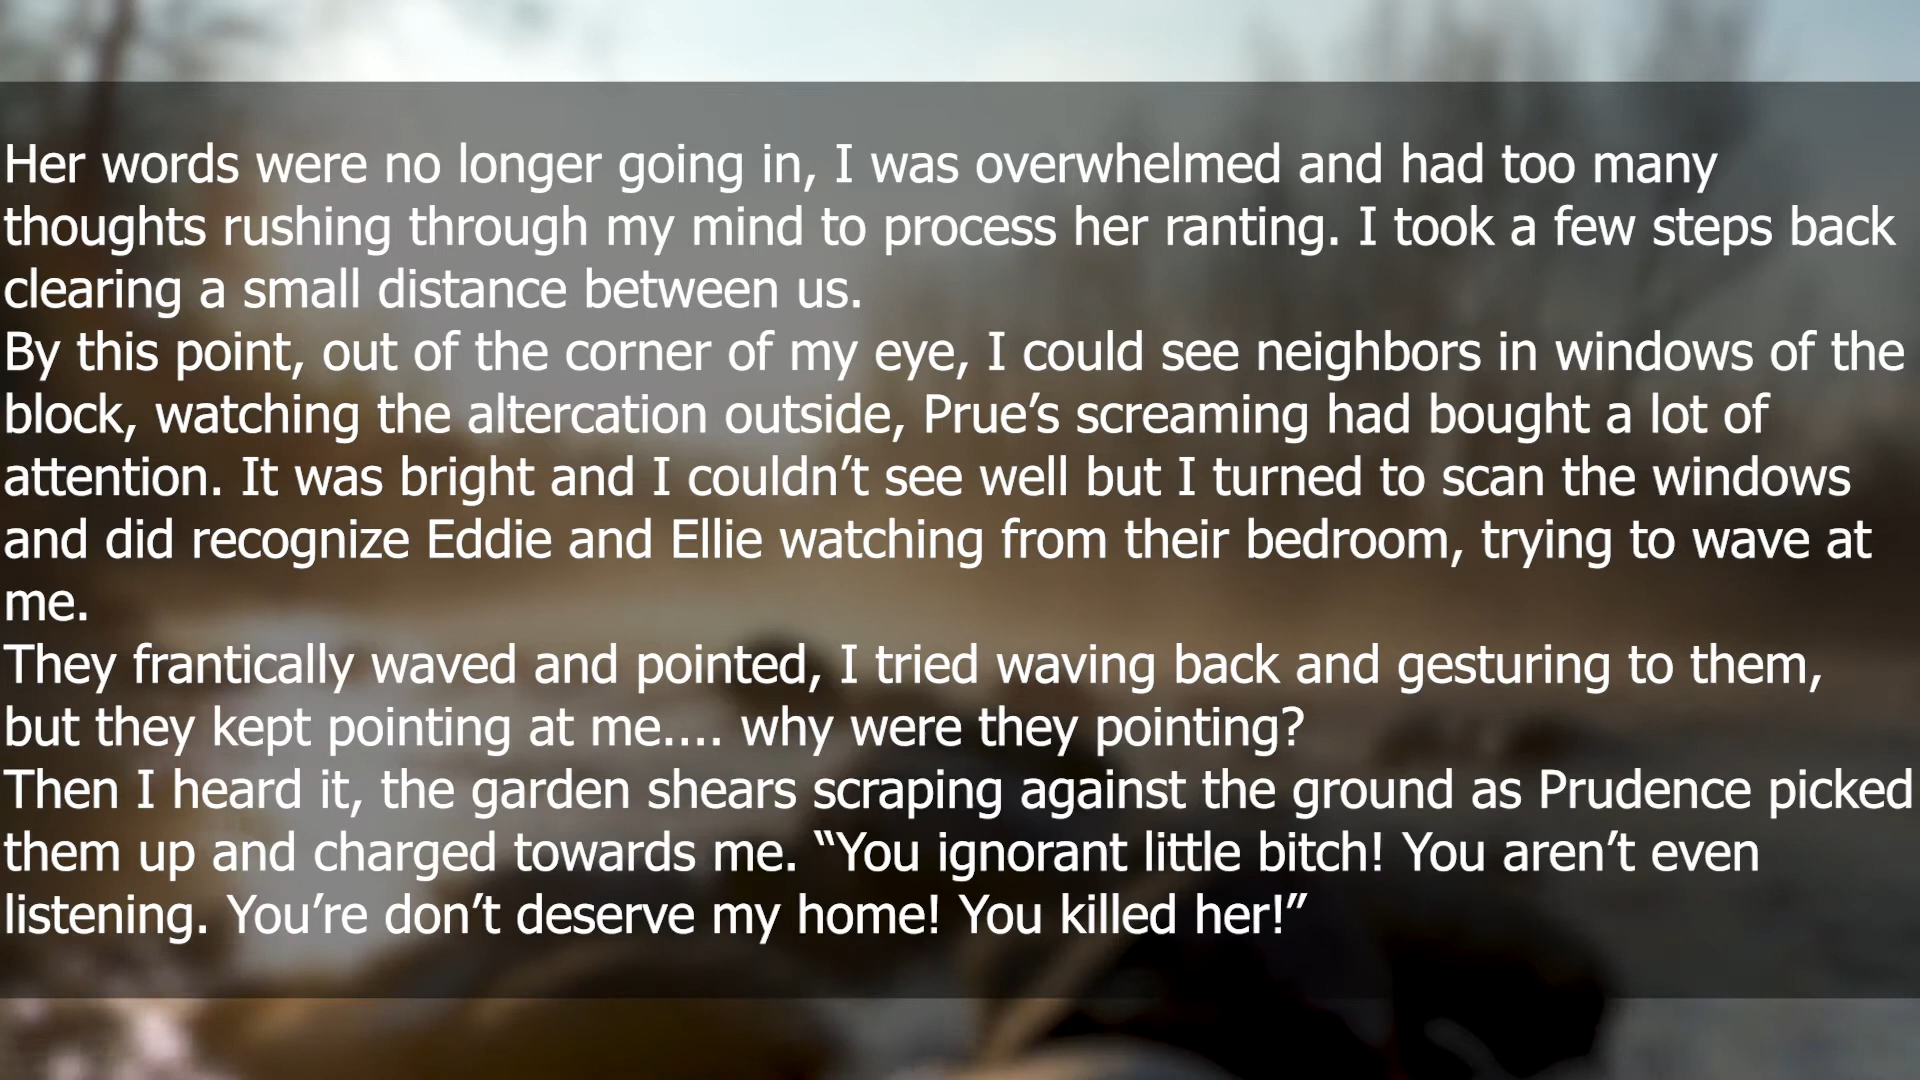 Her words were no longer going in, I was overwhelmed and had too many
thoughts rushing through my mind to process her ranting. I took a few steps back
clearing a small distance between us.
By this point, out of the corner of my eye, I could see neighbors in windows of the
block, watching the altercation outside, Prue’s screaming had bought a lot of
attention. It was bright and I couldn’t see well but I turned to scan the windows
and did recognize Eddie and Ellie watching from their bedroom, trying to wave at
me.
They frantically waved and pointed, I tried waving back and gesturing to them,
but they kept pointing at me.... why were they pointing?
Then I heard it, the garden shears scraping against the ground as Prudence picked
them up and charged towards me. “You ignorant little bitch! You aren’t even
listening. You’re don’t deserve my home! You killed her!”